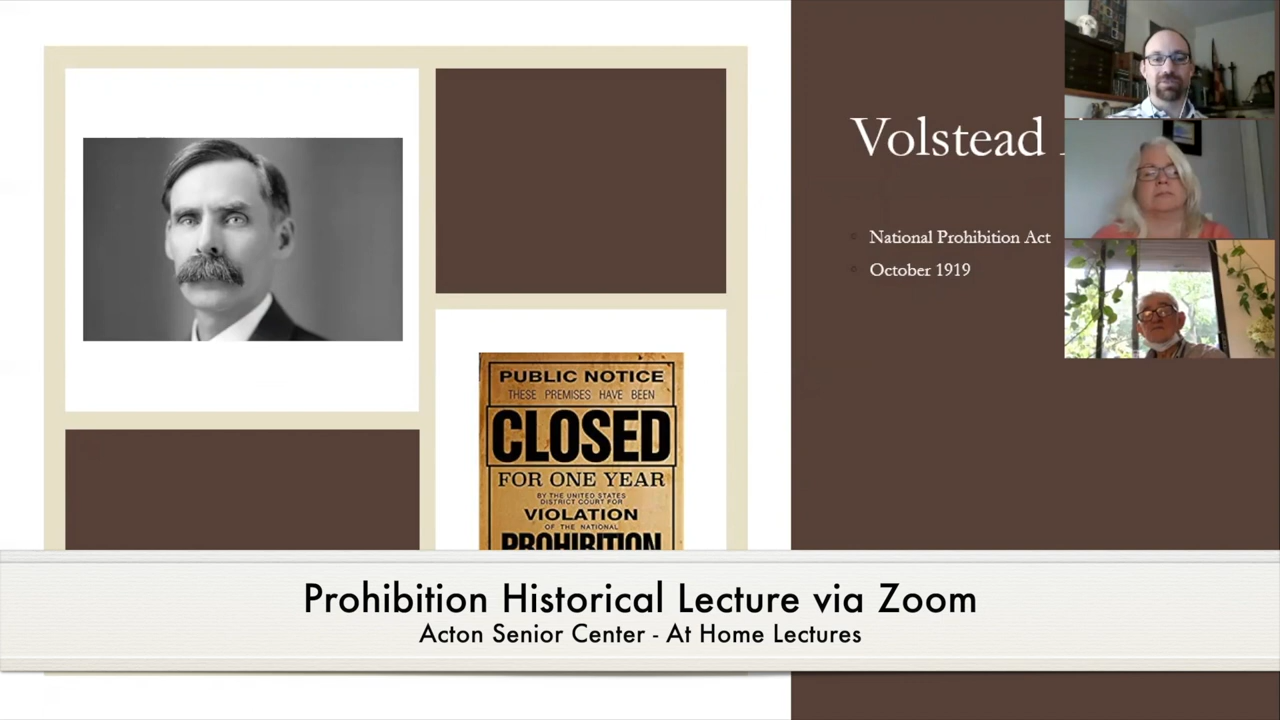 Volstead
National Prohibition Act
October 1919
PUBLIC NOTICE
THESE PREMISES HAVE BEEN
CLOSED
FOR ONE YEAR
BY THE UNITED STATES
DISTRICT COURT FOR
VIOLATION
OF THE NATIONAL
PROHIBITION
Prohibition Historical Lecture via Zoom
Acton Senior Center - At Home Lectures